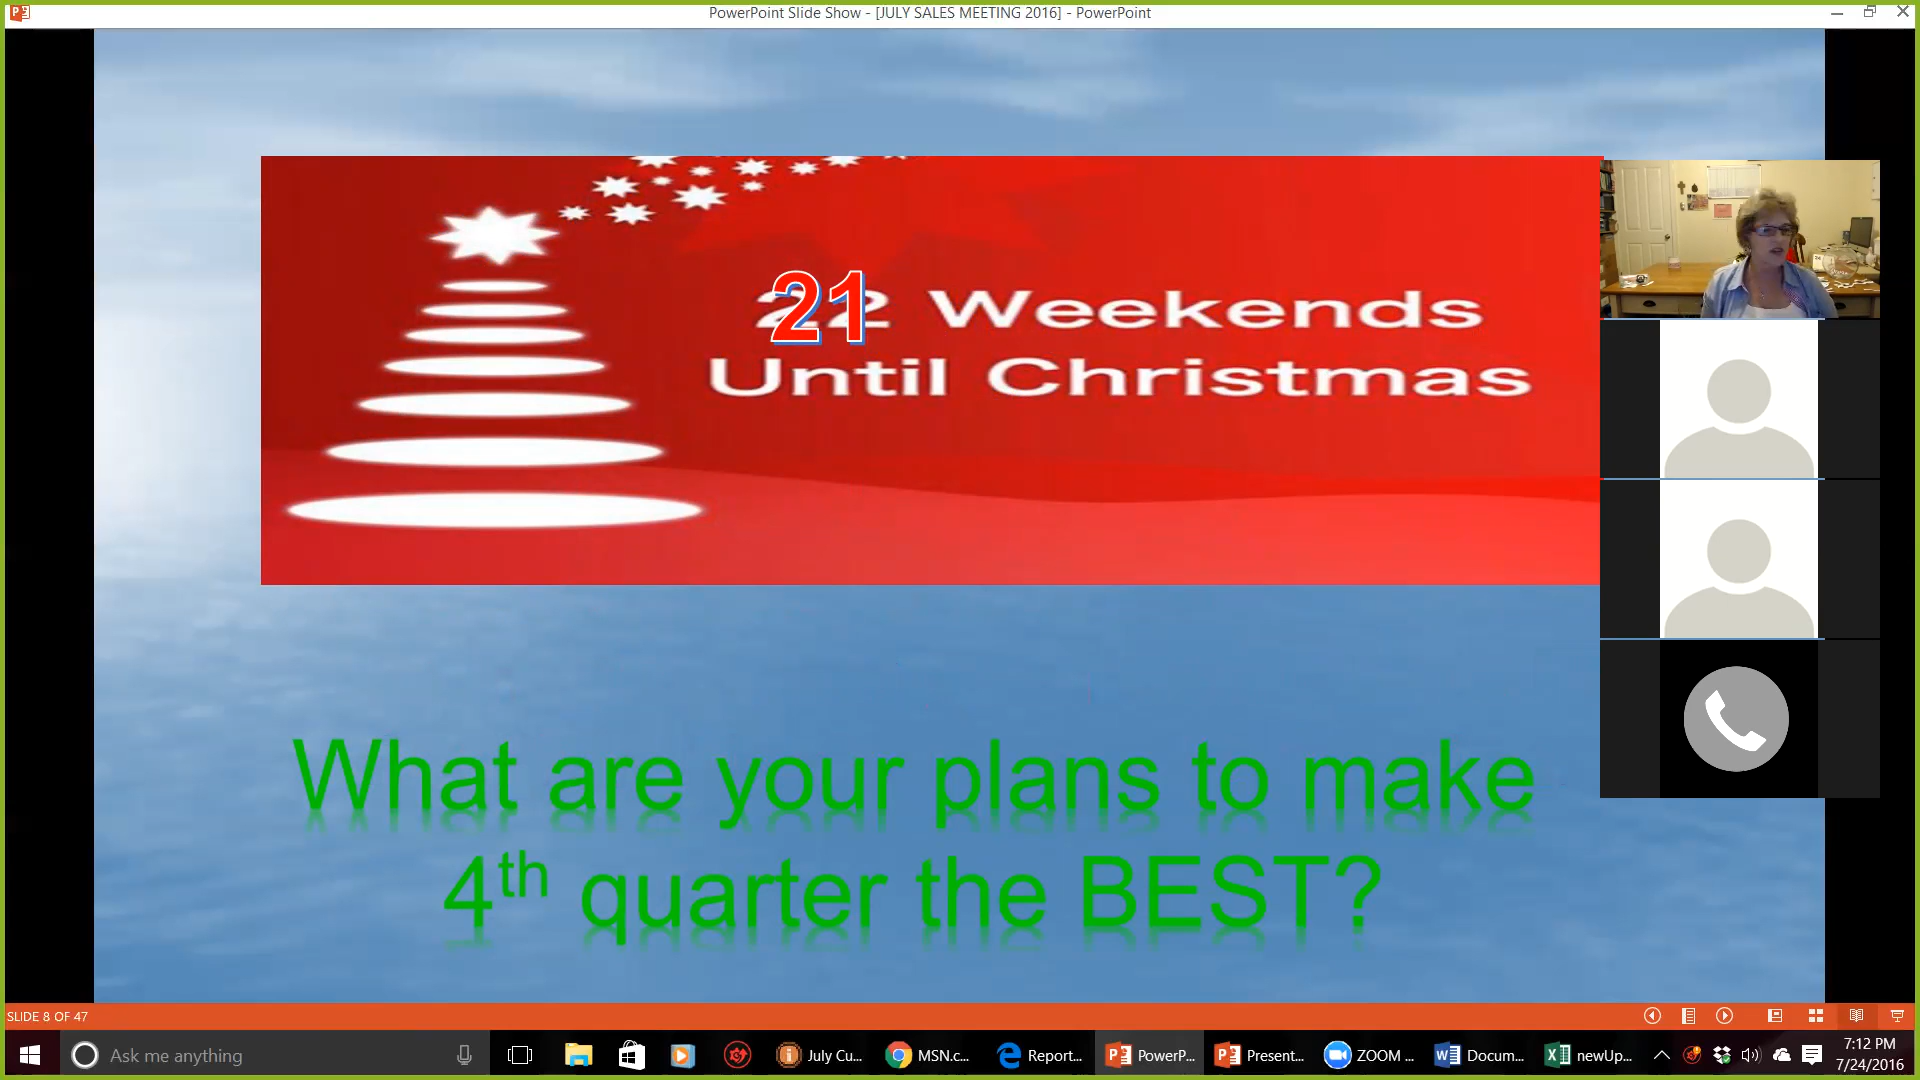 PowerPoint Slide Show - [JULY SALES MEETING 2016] - PowerPoint
21
22 Weekends
Until Christmas
What are your plans to make
4th quarter the BEST?
SLIDE 8 OF 47
Ask me anything
July Cu...
MSN.c...
Report...
PowerP...
Present...
ZOOM ...
Docum...
newUp...
7:12 PM
7/24/2016